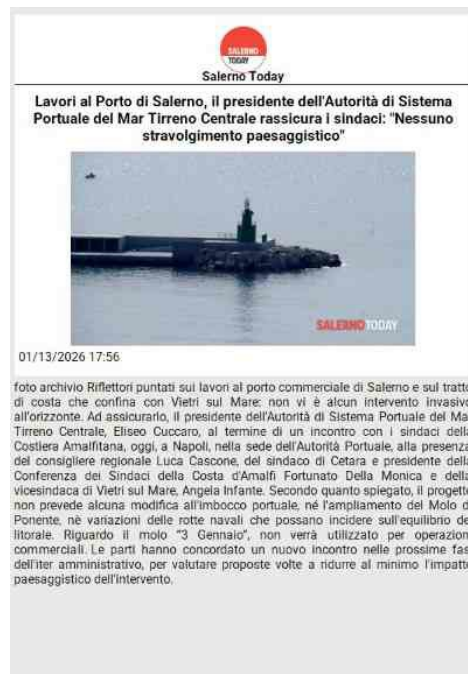 SALERNO
TODAY
Salerno Today
Lavori al Porto di Salerno, il presidente dell'Autorità di Sistema
Portuale del Mar Tirreno Centrale rassicura i sindaci: "Nessuno
stravolgimento paesaggistico"
SALERNOTODAY
01/13/2026 17:56
foto archivio Riflettori puntati sui lavori al porto commerciale di Salerno e sul tratto
di costa che confina con Vietri sul Mare: non vi è alcun intervento invasivo
all'orizzonte. Ad assicurarlo, il presidente dell'Autorità di Sistema Portuale del Ma
Tirreno Centrale, Eliseo Cuccaro, al termine di un incontro con i sindaci della
Costiera Amalfitana, oggi, a Napoli, nella sede dell'Autorità Portuale, alla presenza
del consigliere regionale Luca Cascone, del sindaco di Cetara e presidente della
Conferenza dei Sindaci della Costa d'Amalfi Fortunato Della Monica e della
vicesindaca di Vietri sul Mare, Angela Infante. Secondo quanto spiegato, il progetto
non prevede alcuna modifica all'imbocco portuale, né l'ampliamento del Molo d
Ponente, nè variazioni delle rotte navali che possano incidere sull'equilibrio de
litorale. Riguardo il molo "3 Gennaio", non verrà utilizzato per operazion
commerciali. Le parti hanno concordato un nuovo incontro nelle prossime fas
dell'iter amministrativo, per valutare proposte volte a ridurre al minimo l'impatto
paesaggistico dell'intervento.